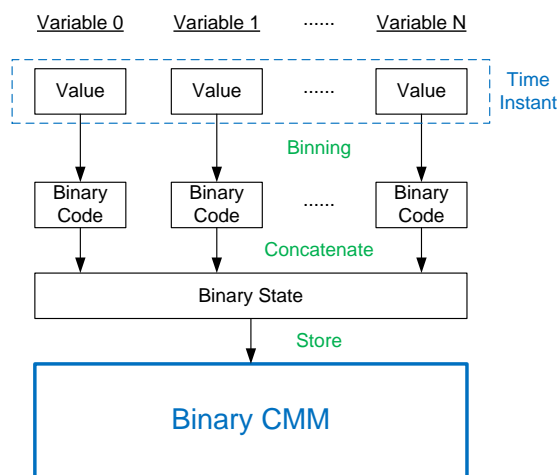 Variable 0 Variable 1 ...... Variable N
Value Value ...... Value
Time
Instant
Binning
Binary Binary Binary
Code Code ...... Code
Concatenate
Binary State
Store
Binary CMM